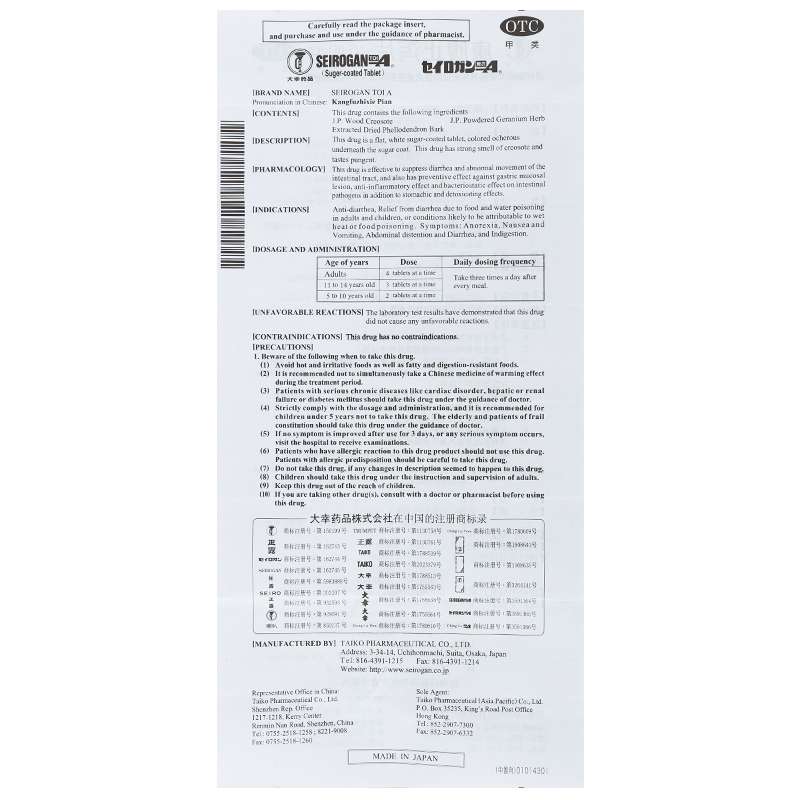 Carefully read the package insert,
and purchase and use under the guidance of pharmacist.
OTC
甲 类
大幸药品
SEIROGAN TOI A
(Suger-coated Tablet)
セイロガン糖衣A
[BRAND NAME] SEIROGAN TOI A
Pronunciation in Chinese: Kangfuzhixie Pian
[CONTENTS] This drug contains the following ingredients
J.P. Wood Creosote J.P. Powdered Geranium Herb
Extracted Dried Phellodendron Bark
[DESCRIPTION] This drug is a flat, white sugar-coated tablet, colored ocherous
underneath the sugar coat. This drug has strong smell of creosote and
tastes pungent.
[PHARMACOLOGY] This drug is effective to suppress diarrhea and abnormal movement of the
intestinal tract, and also has preventive effect against gastric mucosal
lesion, anti-inflammatory effect and bacteriostatic effect on intestinal
pathogens in addition to stomachic and detoxicating effects.
[INDICATIONS] Anti-diarrhea, Relief from diarrhea due to food and water poisoning
in adults and children, or conditions likely to be attributable to wet
heat or food poisoning. Symptoms: Anorexia, Nausea and
Vomiting, Abdominal distention and Diarrhea, and Indigestion.
[DOSAGE AND ADMINISTRATION]
Age of years Dose Daily dosing frequency
Adults 4 tablets at a time
11 to 14 years old 3 tablets at a time
5 to 10 years old 2 tablets at a time
Take three times a day after
every meal.
[UNFAVORABLE REACTIONS] The laboratory test results have demonstrated that this drug
did not cause any unfavorable reactions.
[CONTRAINDICATIONS] This drug has no contraindications.
[PRECAUTIONS]
1. Beware of the following when to take this drug.
(1) Avoid hot and irritative foods as well as fatty and digestion-resistant foods.
(2) It is recommended not to simultaneously take a Chinese medicine of warming effect
during the treatment period.
(3) Patients with serious chronic diseases like cardiac disorder, hepatic or renal
failure or diabetes mellitus should take this drug under the guidance of doctor.
(4) Strictly comply with the dosage and administration, and it is recommended for
children under 5 years not to take this drug. The elderly and patients of frail
constitution should take this drug under the guidance of doctor.
(5) If no symptom is improved after use for 3 days, or any serious symptom occurs,
visit the hospital to receive examinations.
(6) Patients who have allergic reaction to this drug product should not use this drug.
Patients with allergic predisposition should be careful to take this drug.
(7) Do not take this drug, if any changes in description seemed to happen to this drug.
(8) Children should take this drug under the instruction and supervision of adults.
(9) Keep this drug out of the reach of children.
(10) If you are taking other drug(s), consult with a doctor or pharmacist before using
this drug.
大幸药品株式会社在中国的注册商标录
[MANUFACTURED BY] TAIKO PHARMACEUTICAL CO., LTD.
Address: 3-34-14, Uchihonmachi, Suita, Osaka, Japan
Tel: 816-4391-1215 Fax: 816-4391-1214
Website: http://www.seirogan.co.jp
Representative Office in China:
Taiko Pharmaceutical Co., Ltd.
Shenzhen Rep. Office
1217-1218, Kerry Center
Renmin Nan Road, Shenzhen, China
Tel: 0755-2518-1258; 8221-9008
Fax: 0755-2518-1260
Sole Agent:
Taiko Pharmaceutical (Asia Pacific) Co., Ltd.
P.O. Box 35235, King's Road Post Office
Hong Kong
Tel: 852-2907-7300
Fax: 852-2907-6332
MADE IN JAPAN
(中国向)01014301